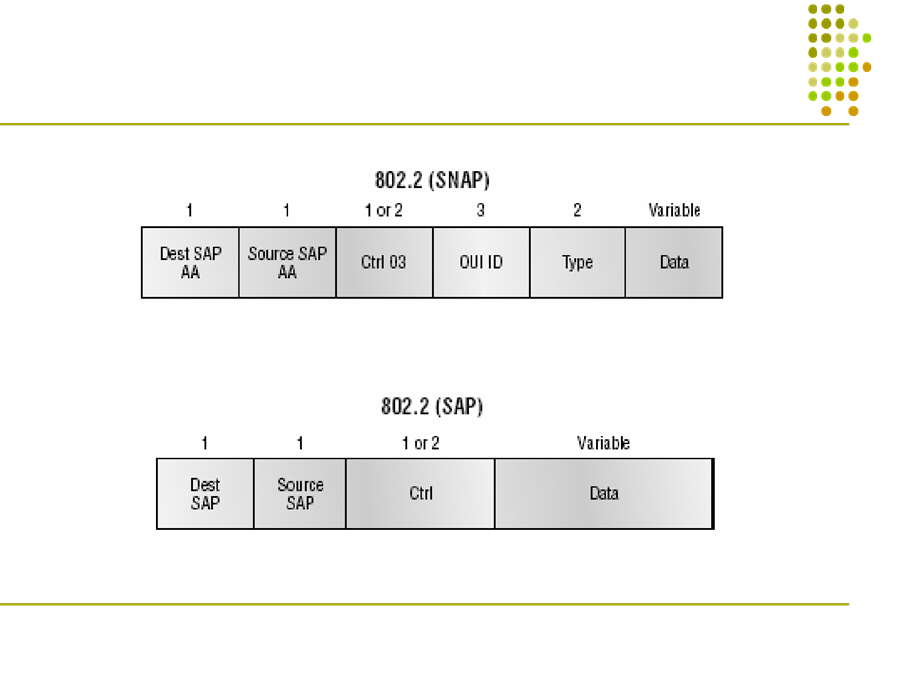 802.2 (SNAP)
1 1 1 or 2 3 2 Variable
Dest SAP Source SAP Ctrl 03 OUI ID Type Data
AA AA
802.2 (SAP)
1 1 1 or 2 Variable
Dest Source Ctrl Data
SAP SAP